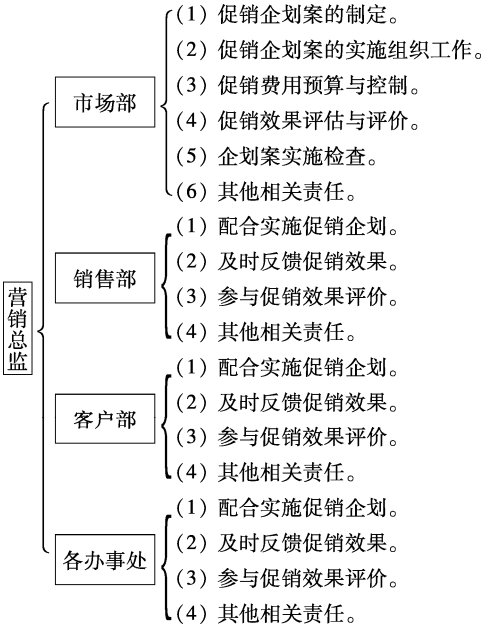 营销总监
市场部
（1）促销企划案的制定。
（2）促销企划案的实施组织工作。
（3）促销费用预算与控制。
（4）促销效果评估与评价。
（5）企划案实施检查。
（6）其他相关责任。
销售部
（1）配合实施促销企划。
（2）及时反馈促销效果。
（3）参与促销效果评价。
（4）其他相关责任。
客户部
（1）配合实施促销企划。
（2）及时反馈促销效果。
（3）参与促销效果评价。
（4）其他相关责任。
各办事处
（1）配合实施促销企划。
（2）及时反馈促销效果。
（3）参与促销效果评价。
（4）其他相关责任。